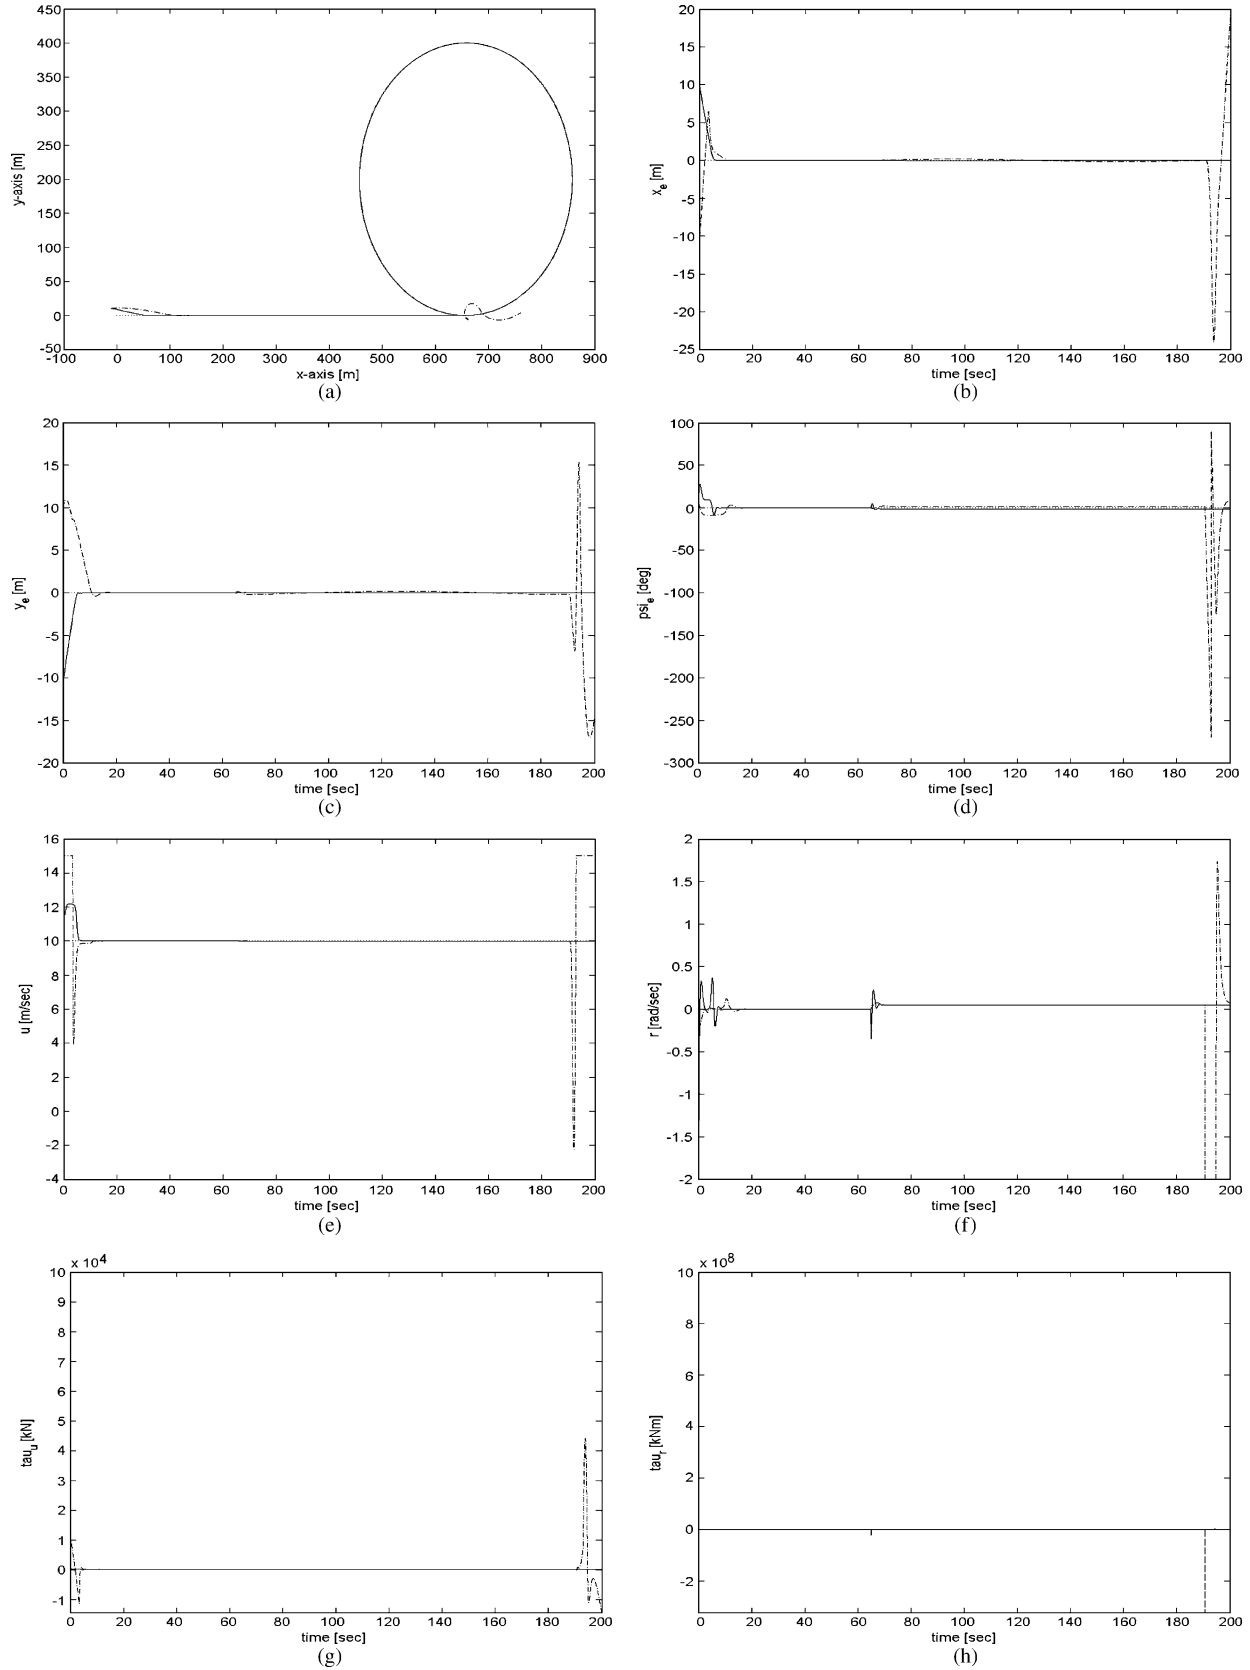 450
400
350
300
250
200
150
100
50
0
-50
y-axis [m]
-100 0 100 200 300 400 500 600 700 800 900
x-axis [m]
(a)
20
15
10
5
0
-5
-10
-15
-20
-25
x_e [m]
0 20 40 60 80 100 120 140 160 180 200
time [sec]
(b)
20
15
10
5
0
-5
-10
-15
-20
y_e [m]
0 20 40 60 80 100 120 140 160 180 200
time [sec]
(c)
100
50
0
-50
-100
-150
-200
-250
-300
psi_e [deg]
0 20 40 60 80 100 120 140 160 180 200
time [sec]
(d)
16
14
12
10
8
6
4
2
0
-2
-4
u [m/sec]
0 20 40 60 80 100 120 140 160 180 200
time [sec]
(e)
2
1.5
1
0.5
0
-0.5
-1
-1.5
-2
r [rad/sec]
0 20 40 60 80 100 120 140 160 180 200
time [sec]
(f)
x 10^4
10
9
8
7
6
5
4
3
2
1
0
-1
tau_u [kN]
0 20 40 60 80 100 120 140 160 180 200
time [sec]
(g)
x 10^8
10
8
6
4
2
0
-2
tau_r [kNm]
0 20 40 60 80 100 120 140 160 180 200
time [sec]
(h)